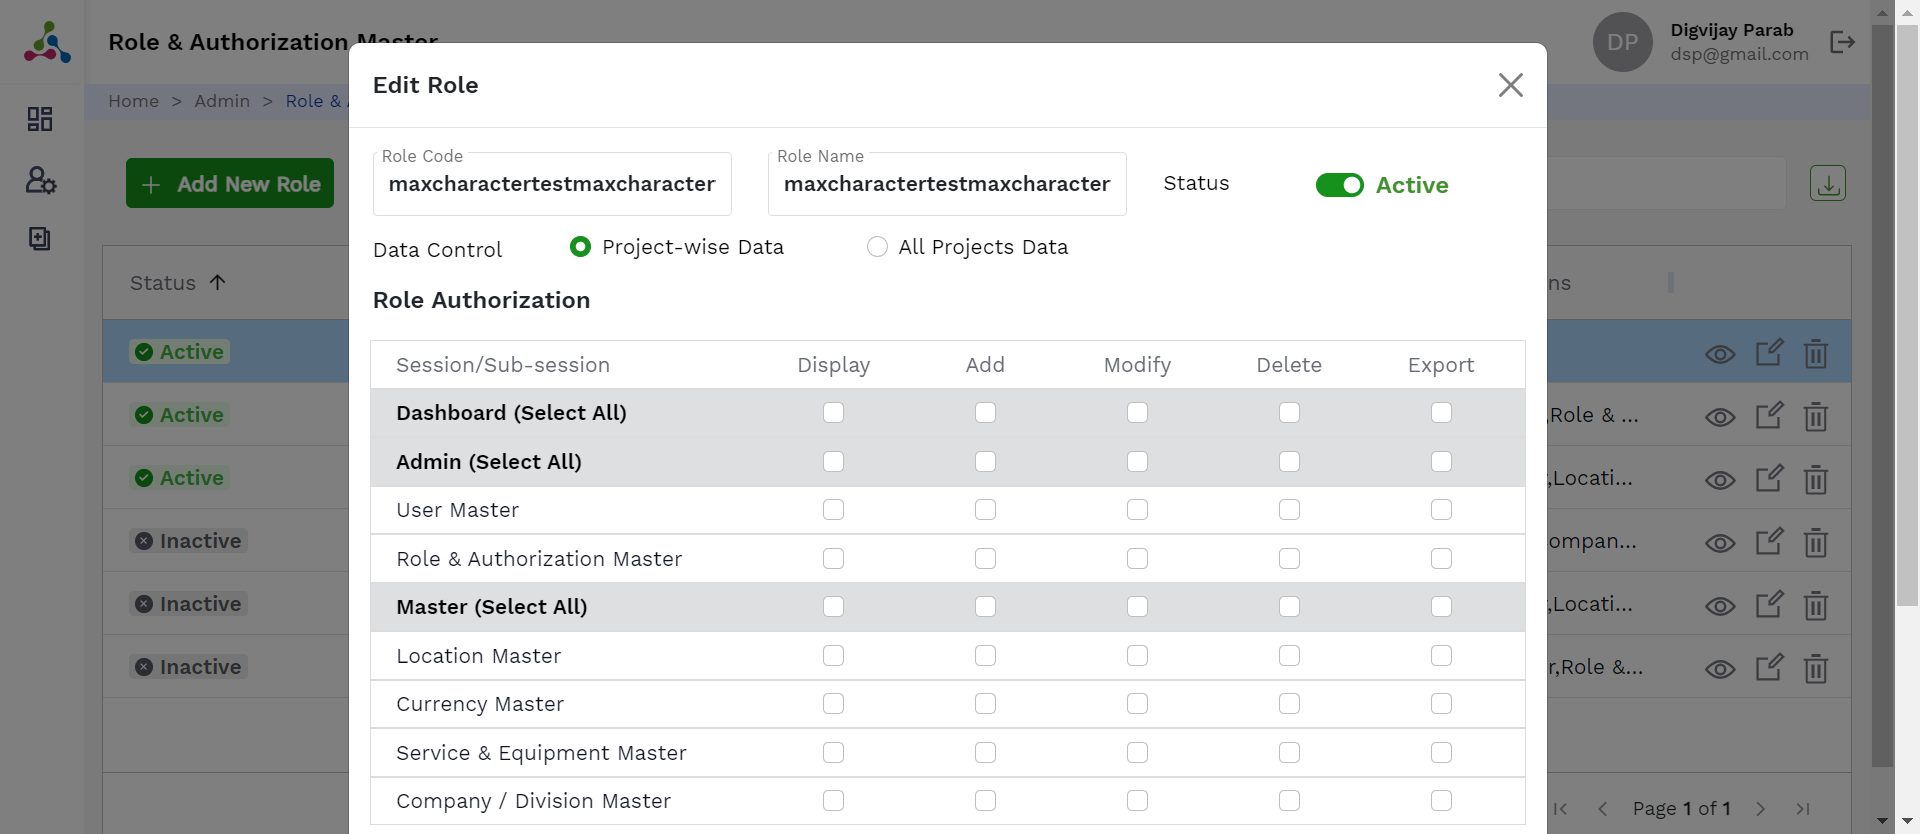 Role & Authorization Master
DP
Digvijay Parab
dsp@gmail.com
Home > Admin > Role &
Edit Role
Add New Role
Role Code
maxcharactertestmaxcharacter
Role Name
maxcharactertestmaxcharacter
Status
Active
Data Control
Project-wise Data
All Projects Data
Role Authorization
Status
ns
Session/Sub-session Display Add Modify Delete Export
Dashboard (Select All)
Admin (Select All)
User Master
Role & Authorization Master
Master (Select All)
Location Master
Currency Master
Service & Equipment Master
Company / Division Master
Active
Active
,Role & ...
Active
,Locati...
Inactive
ompan...
Inactive
,Locati...
Inactive
r,Role &...
Page 1 of 1